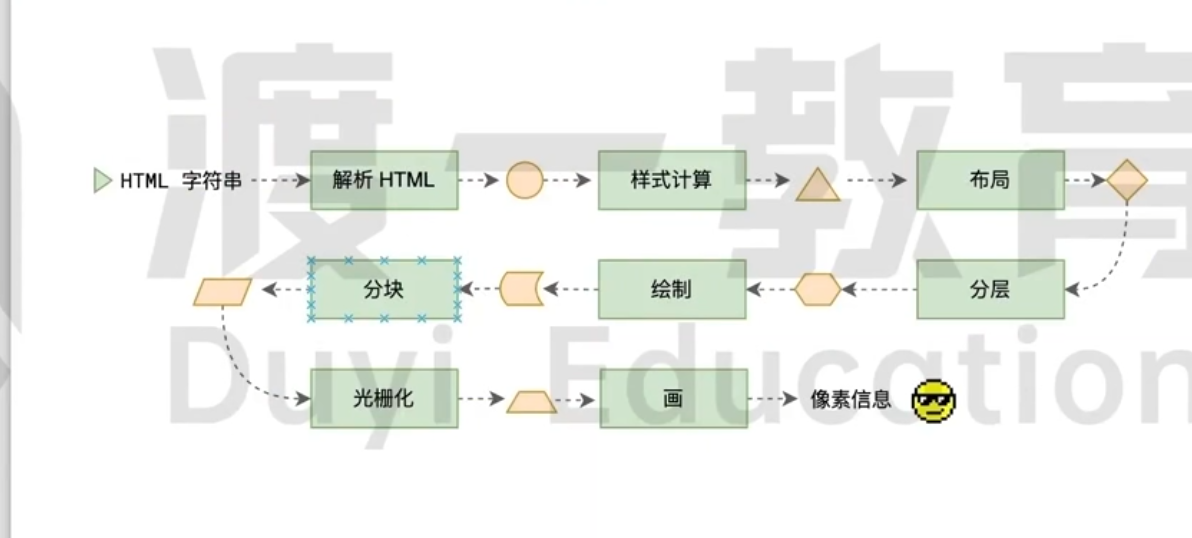 HTML 字符串
解析 HTML
样式计算
布局
分块
绘制
分层
光栅化
画
像素信息
渡一教育
Duyi Education